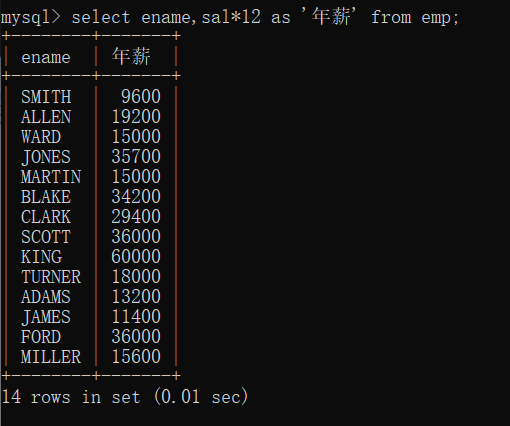 mysql> select ename,sal*12 as '年薪' from emp;
+--------+-------+
| ename  | 年薪  |
+--------+-------+
| SMITH  |  9600 |
| ALLEN  | 19200 |
| WARD   | 15000 |
| JONES  | 35700 |
| MARTIN | 15000 |
| BLAKE  | 34200 |
| CLARK  | 29400 |
| SCOTT  | 36000 |
| KING   | 60000 |
| TURNER | 18000 |
| ADAMS  | 13200 |
| JAMES  | 11400 |
| FORD   | 36000 |
| MILLER | 15600 |
+--------+-------+
14 rows in set (0.01 sec)